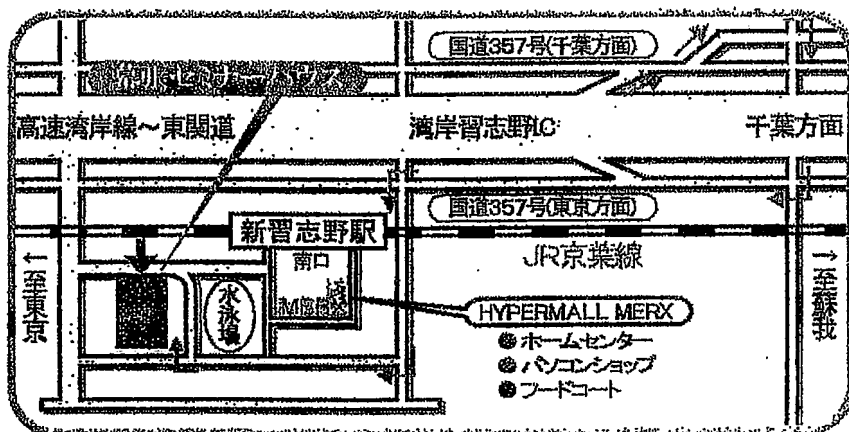 国道357号(千葉方面)
高速湾岸線～東関道
湾岸習志野IC
千葉方面
国道357号(東京方面)
新習志野駅
南口
JR京葉線
←至東京
水泳場
→至蘇我
HYPERMALL MERX
●ホームセンター
●パソコンショップ
●フードコート